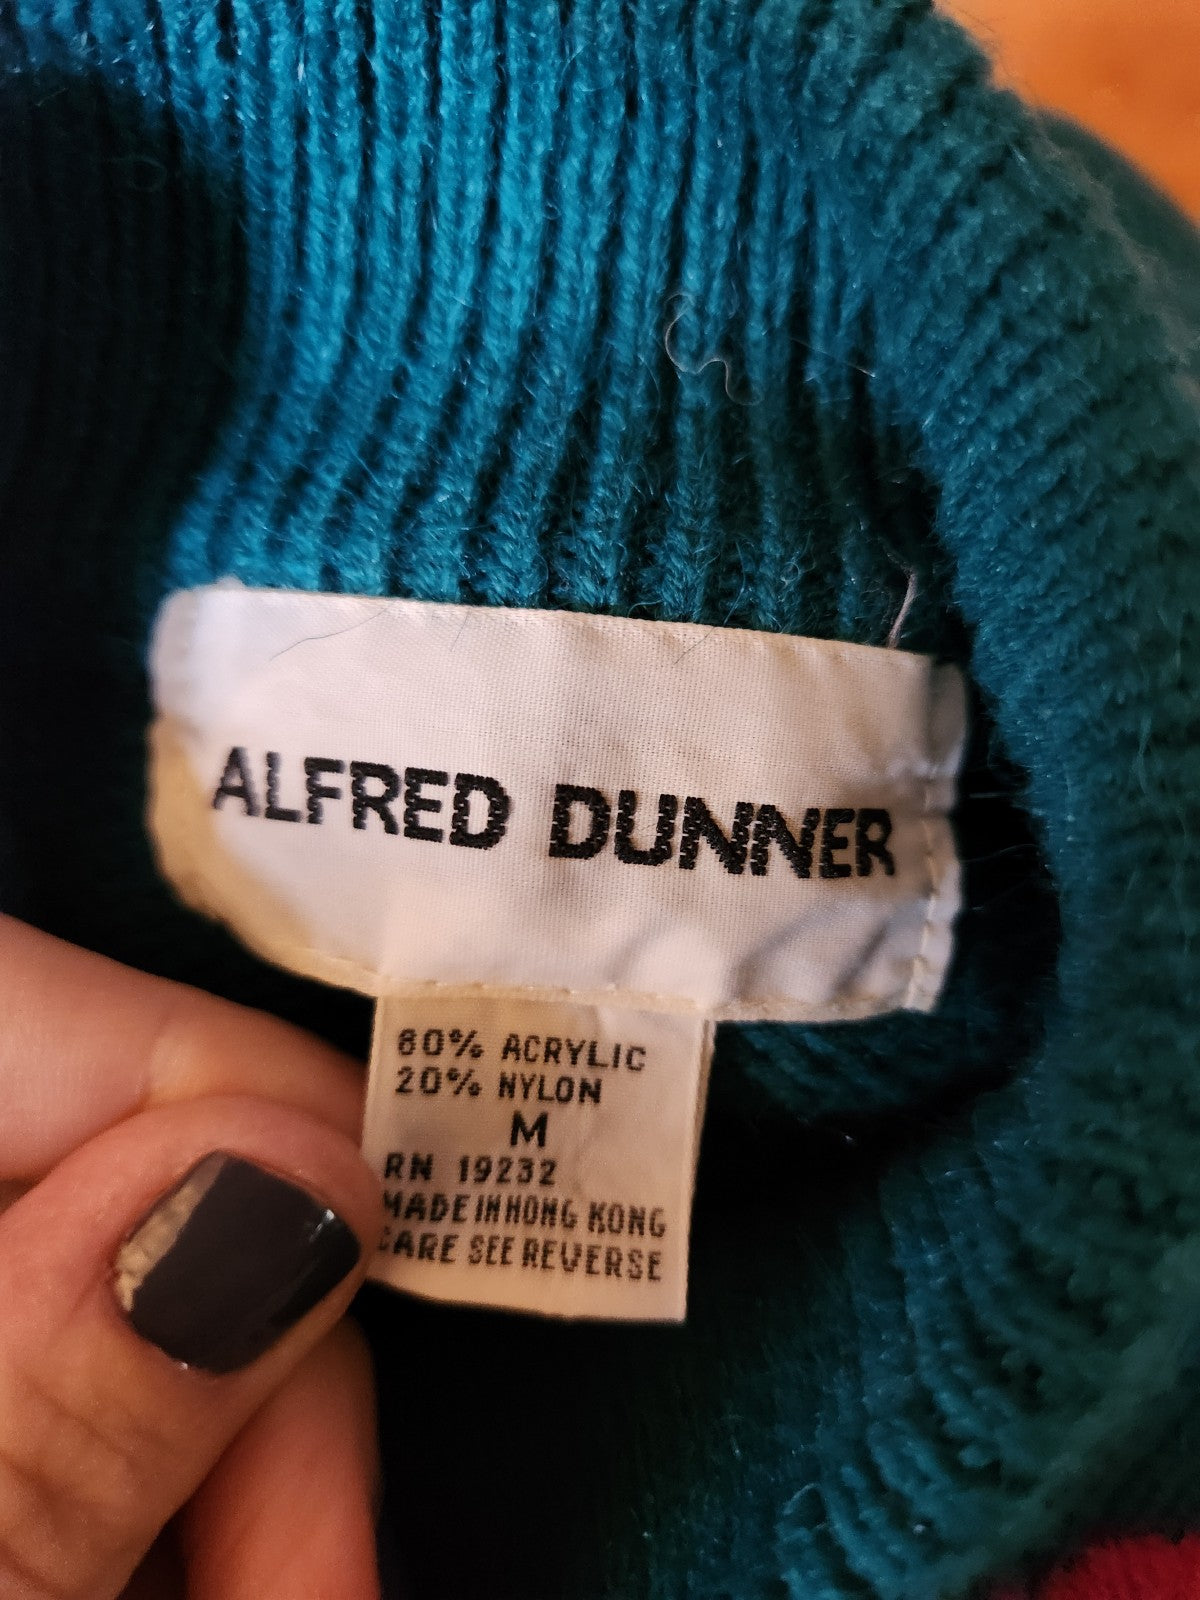 ALFRED DUNNER
80% ACRYLIC
20% NYLON
M
RN 19232
MADE IN HONG KONG
CARE SEE REVERSE